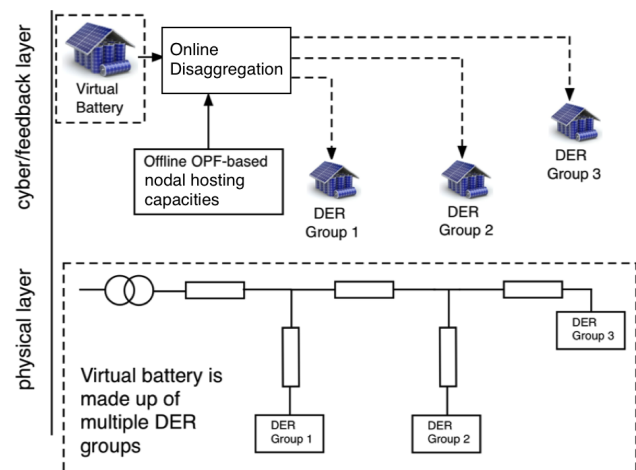 cyber/feedback layer
Virtual
Battery
Online
Disaggregation
Offline OPF-based
nodal hosting
capacities
DER
Group 1
DER
Group 2
DER
Group 3
physical layer
DER
Group 3
Virtual battery is
made up of
multiple DER
groups
DER
Group 1
DER
Group 2